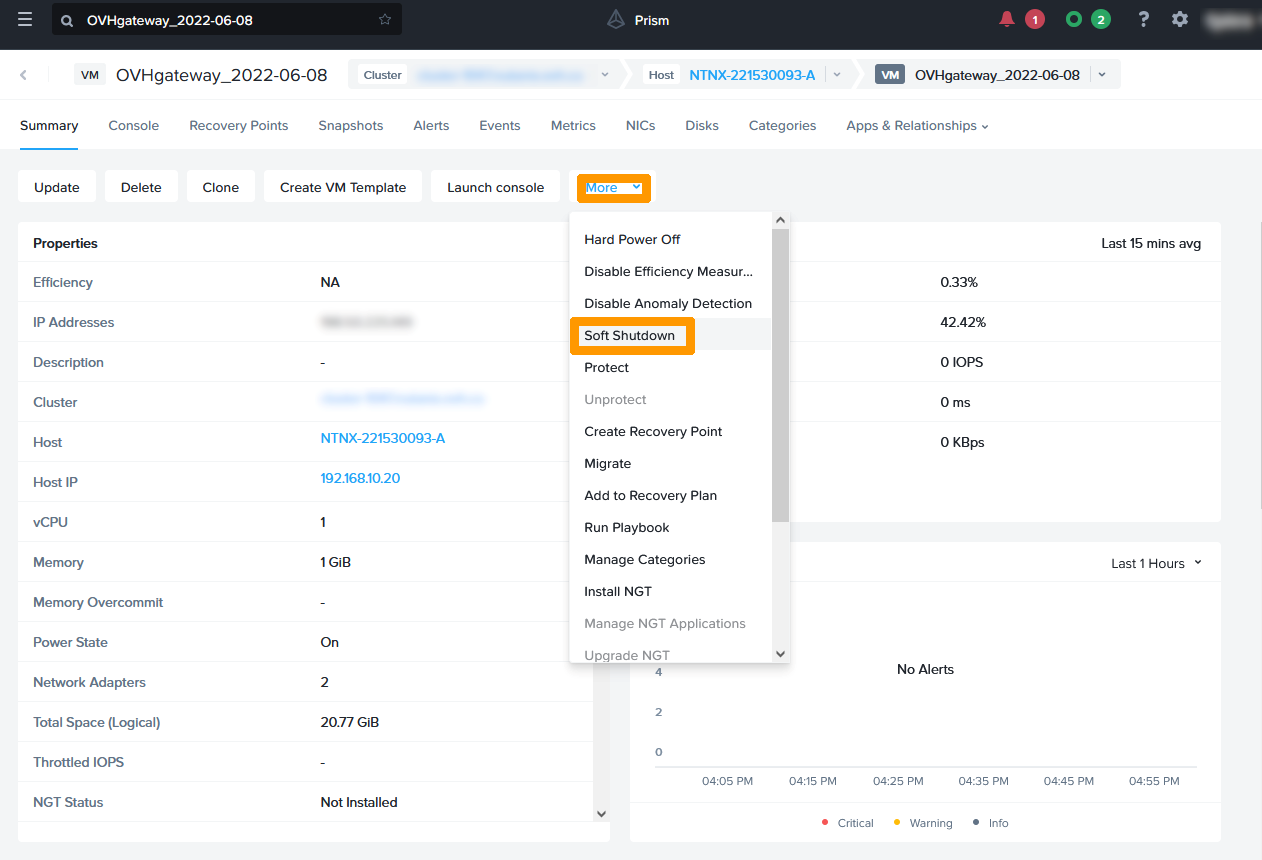 OVHgateway_2022-06-08
Prism
1
2
?
VM OVHgateway_2022-06-08
Cluster
Host NTNX-221530093-A
VM OVHgateway_2022-06-08
Summary Console Recovery Points Snapshots Alerts Events Metrics NICs Disks Categories Apps & Relationships
Update Delete Clone Create VM Template Launch console More
Hard Power Off
Disable Efficiency Measur...
Disable Anomaly Detection
Soft Shutdown
Protect
Unprotect
Create Recovery Point
Migrate
Add to Recovery Plan
Run Playbook
Manage Categories
Install NGT
Manage NGT Applications
Upgrade NGT
Properties
Efficiency NA
IP Addresses
Description -
Cluster
Host NTNX-221530093-A
Host IP 192.168.10.20
vCPU 1
Memory 1 GiB
Memory Overcommit -
Power State On
Network Adapters 2
Total Space (Logical) 20.77 GiB
Throttled IOPS -
NGT Status Not Installed
Last 15 mins avg
0.33%
42.42%
0 IOPS
0 ms
0 KBps
Last 1 Hours
No Alerts
4
2
0
04:05 PM 04:15 PM 04:25 PM 04:35 PM 04:45 PM 04:55 PM
Critical Warning Info